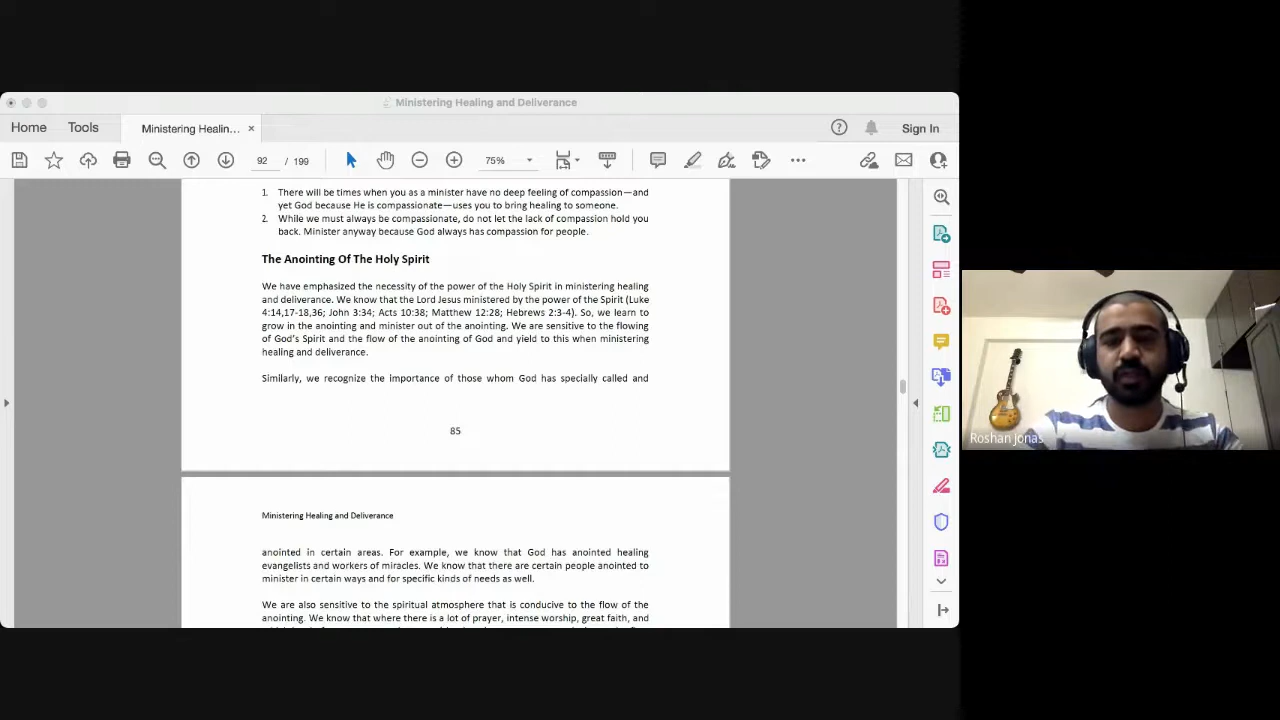 Ministering Healing and Deliverance
Home
Tools
Ministering Healin...
×
Sign In
92 / 199
75%
1. There will be times when you as a minister have no deep feeling of compassion—and
yet God because He is compassionate—uses you to bring healing to someone.
2. While we must always be compassionate, do not let the lack of compassion hold you
back. Minister anyway because God always has compassion for people.
The Anointing Of The Holy Spirit
We have emphasized the necessity of the power of the Holy Spirit in ministering healing
and deliverance. We know that the Lord Jesus ministered by the power of the Spirit (Luke
4:14,17-18,36; John 3:34; Acts 10:38; Matthew 12:28; Hebrews 2:3-4). So, we learn to
grow in the anointing and minister out of the anointing. We are sensitive to the flowing
of God's Spirit and the flow of the anointing of God and yield to this when ministering
healing and deliverance.
Similarly, we recognize the importance of those whom God has specially called and
85
Ministering Healing and Deliverance
anointed in certain areas. For example, we know that God has anointed healing
evangelists and workers of miracles. We know that there are certain people anointed to
minister in certain ways and for specific kinds of needs as well.
We are also sensitive to the spiritual atmosphere that is conducive to the flow of the
anointing. We know that where there is a lot of prayer, intense worship, great faith, and
Roshan Jonas